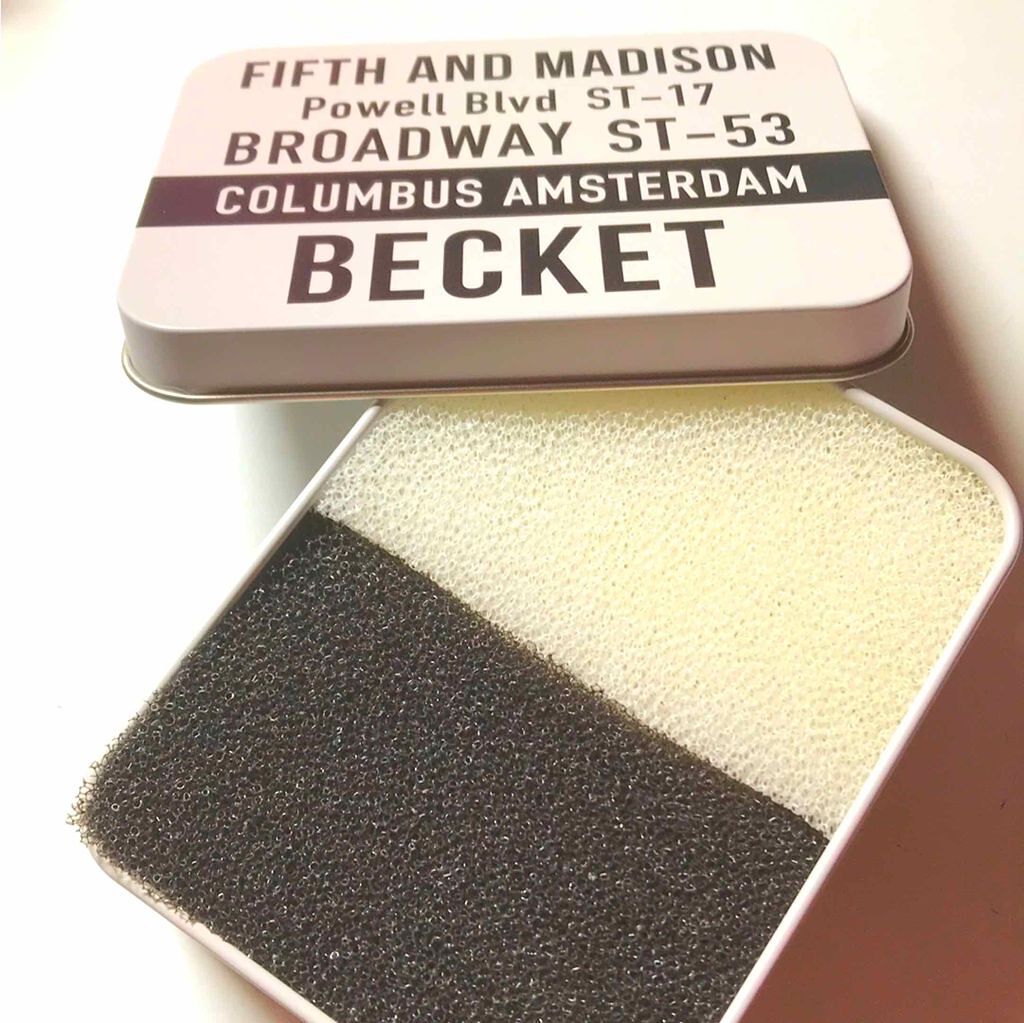 FIFTH AND MADISON
Powell Blvd ST-17
BROADWAY ST-53
COLUMBUS AMSTERDAM
BECKET